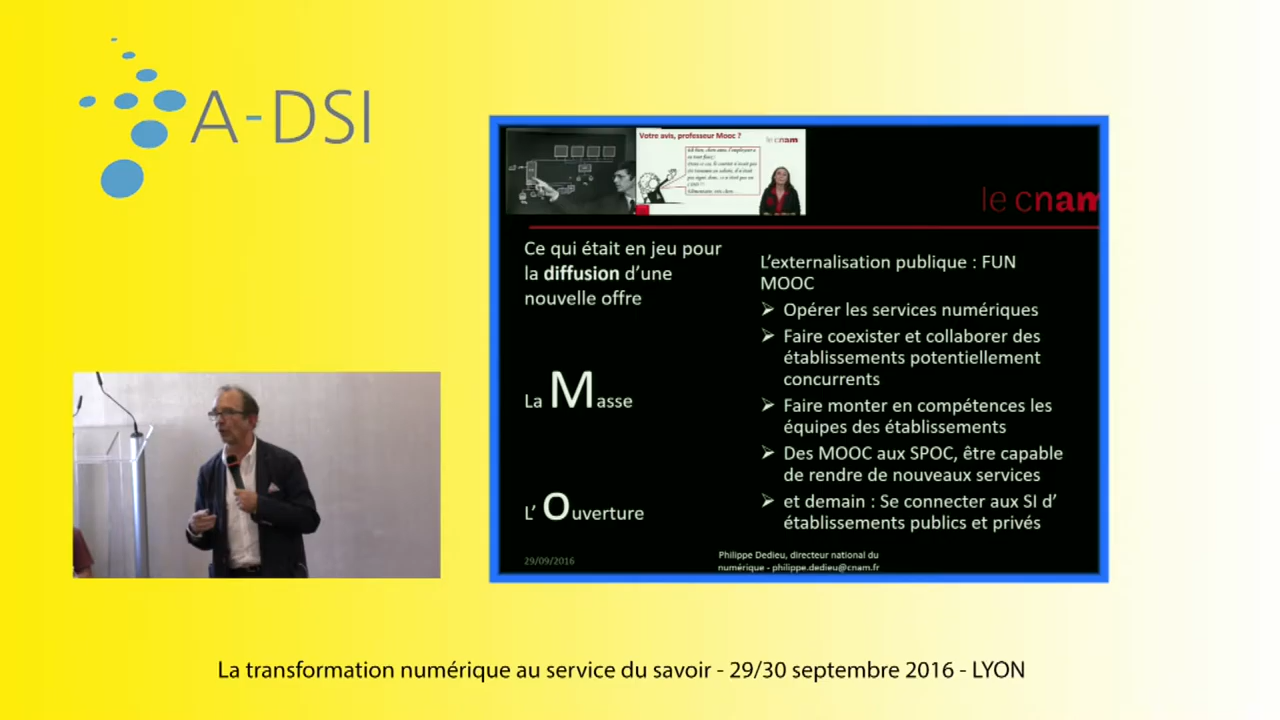 A-DSI
Votre avis, professeur Mooc ?
le cnam
le cnam
Ce qui était en jeu pour
la diffusion d'une
nouvelle offre
La Masse
L' Ouverture
L'externalisation publique : FUN
MOOC
➢ Opérer les services numériques
➢ Faire coexister et collaborer des
établissements potentiellement
concurrents
➢ Faire monter en compétences les
équipes des établissements
➢ Des MOOC aux SPOC, être capable
de rendre de nouveaux services
➢ et demain : Se connecter aux SI d'
établissements publics et privés
29/09/2016
Philippe Dedieu, directeur national du
numérique - philippe.dedieu@cnam.fr
La transformation numérique au service du savoir - 29/30 septembre 2016 - LYON